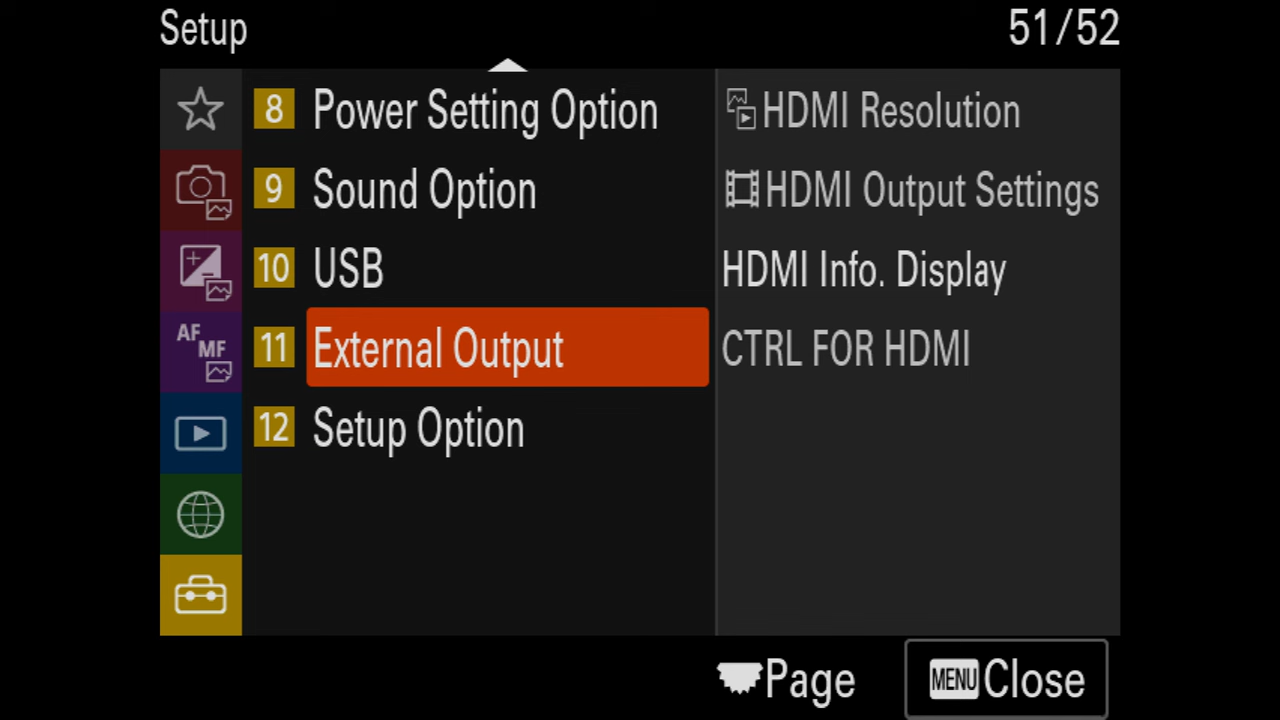 Setup 51/52
8 Power Setting Option
9 Sound Option
10 USB
11 External Output
12 Setup Option
HDMI Resolution
HDMI Output Settings
HDMI Info. Display
CTRL FOR HDMI
AF
MF
Page MENU Close